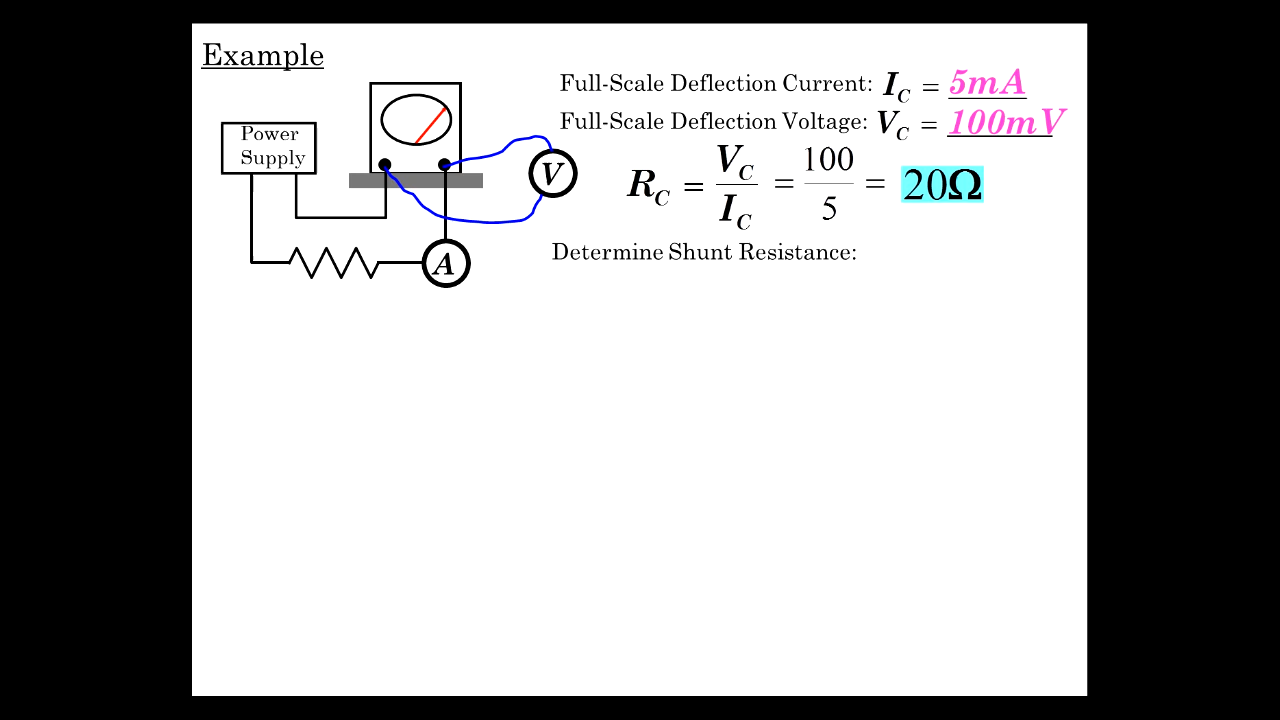 Example
Power
Supply
V
A
Full-Scale Deflection Current: I_C = 5mA
Full-Scale Deflection Voltage: V_C = 100mV
R_C = V_C / I_C = 100 / 5 = 20Ω
Determine Shunt Resistance: